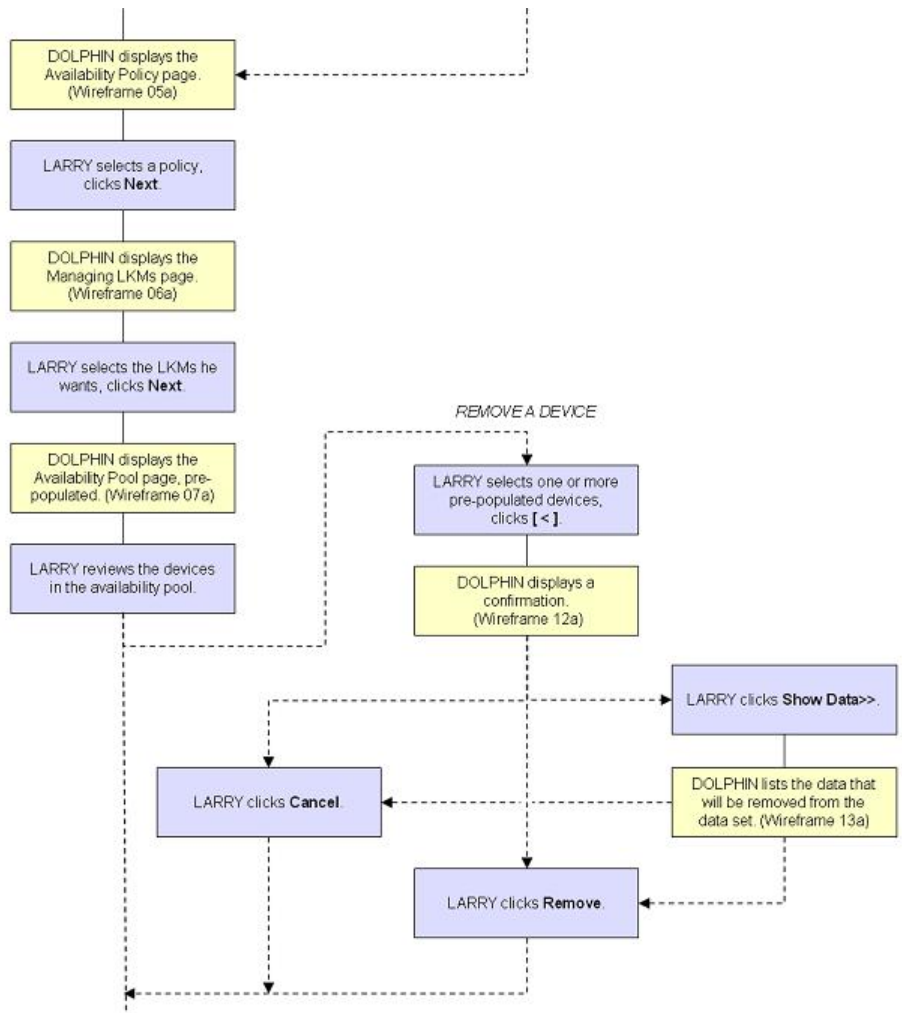 DOLPHIN displays the
Availability Policy page.
(Wireframe 05a)
LARRY selects a policy,
clicks Next.
DOLPHIN displays the
Managing LKMs page.
(Wireframe 06a)
LARRY selects the LKMs he
wants, clicks Next.
DOLPHIN displays the
Availability Pool page, pre-
populated. (Wireframe 07a)
LARRY reviews the devices
in the availability pool.
REMOVE A DEVICE
LARRY selects one or more
pre-populated devices,
clicks [ < ].
DOLPHIN displays a
confirmation.
(Wireframe 12a)
LARRY clicks Show Data>>.
DOLPHIN lists the data that
will be removed from the
data set. (Wireframe 13a)
LARRY clicks Cancel.
LARRY clicks Remove.